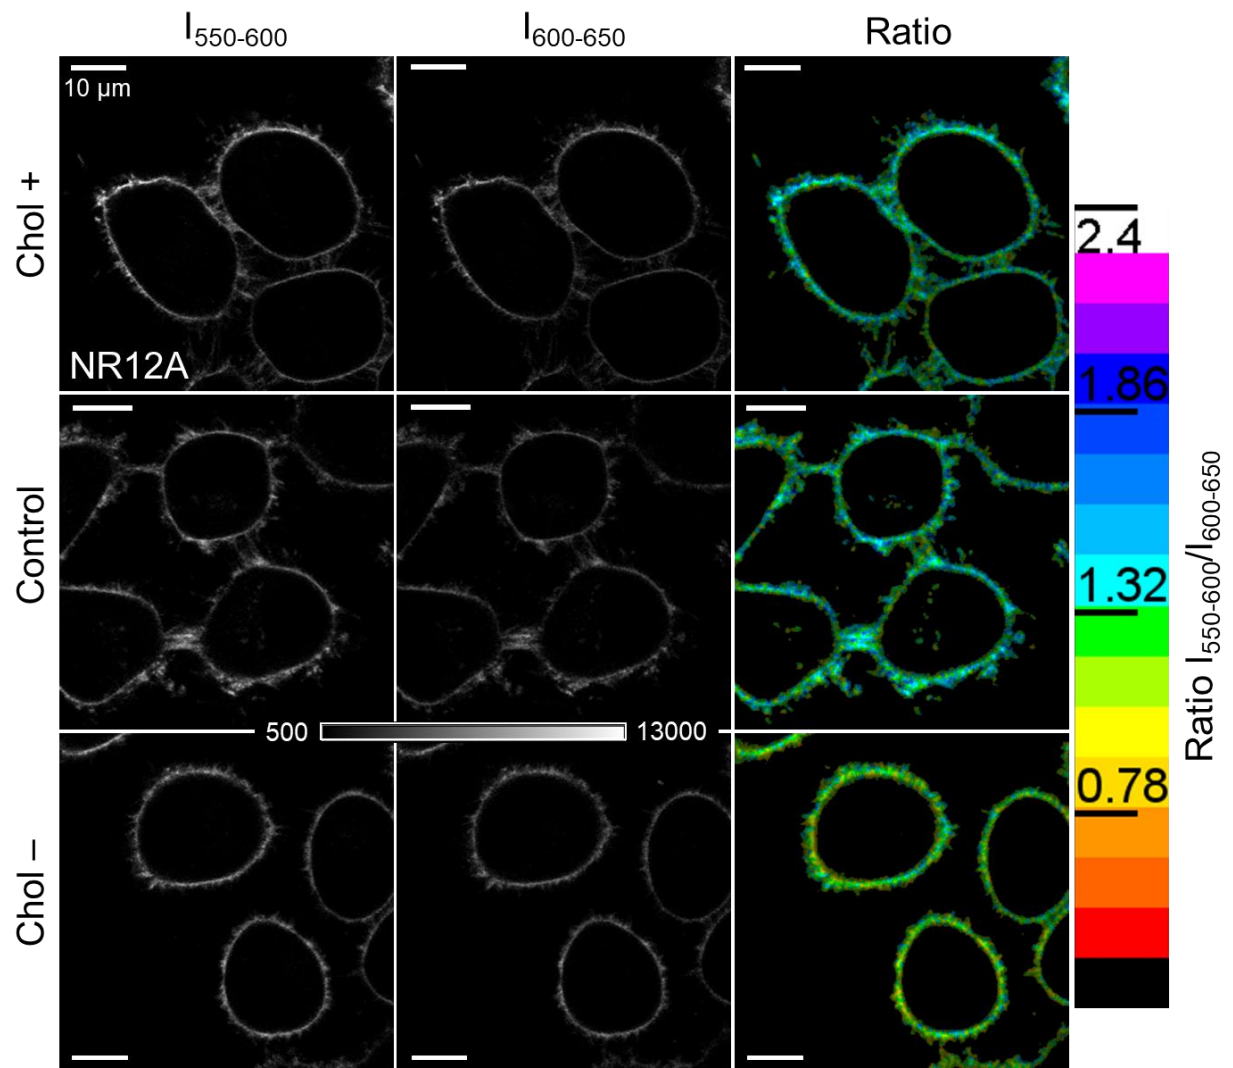 I550-600
I600-650
Ratio
Chol +
10 µm
NR12A
Control
500
13000
Chol –
2.4
1.86
1.32
0.78
Ratio I550-600/I600-650